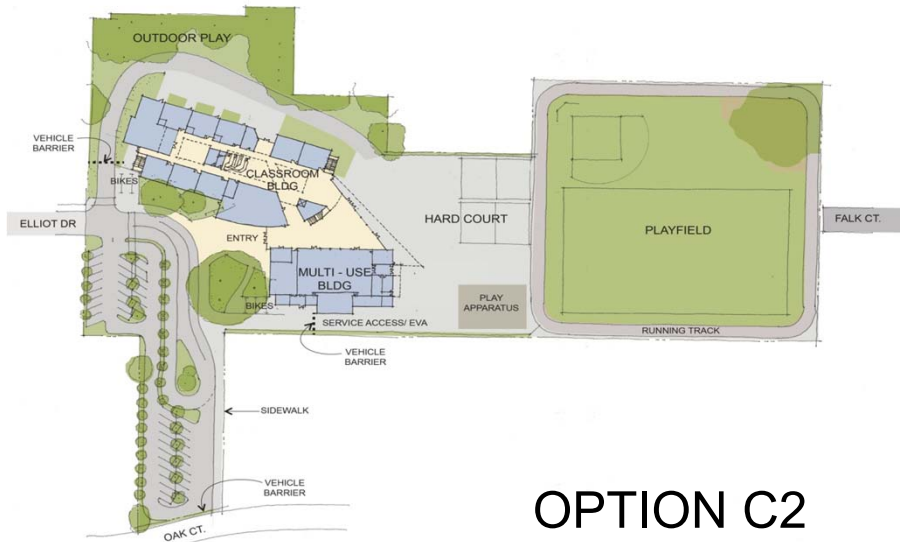 OUTDOOR PLAY
VEHICLE
BARRIER
BIKES
CLASSROOM
BLDG
ELLIOT DR
ENTRY
HARD COURT
PLAYFIELD
FALK CT.
MULTI - USE
BLDG
BIKES
PLAY
APPARATUS
SERVICE ACCESS/ EVA
RUNNING TRACK
VEHICLE
BARRIER
SIDEWALK
VEHICLE
BARRIER
OAK CT.
OPTION C2